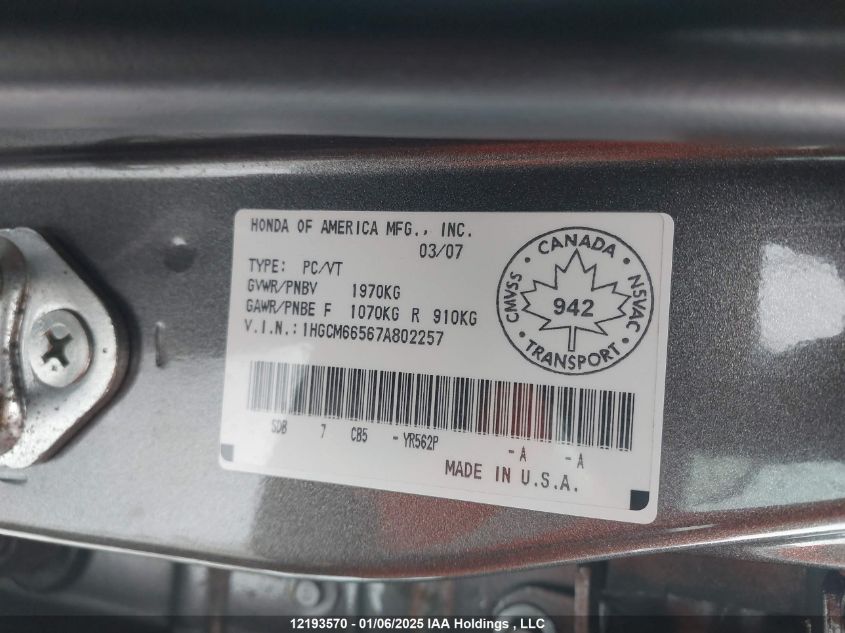 HONDA OF AMERICA MFG., INC.
03/07
TYPE: PC/VT
GVWR/PNBV 1970KG
GAWR/PNBE F 1070KG R 910KG
V.I.N.: 1HGCM66567A802257
CANADA
CMVSS
942
NSVAC
TRANSPORT
SDB 7 CB5 - YR562P -A -A
MADE IN U.S.A.
12193570 - 01/06/2025 IAA Holdings , LLC